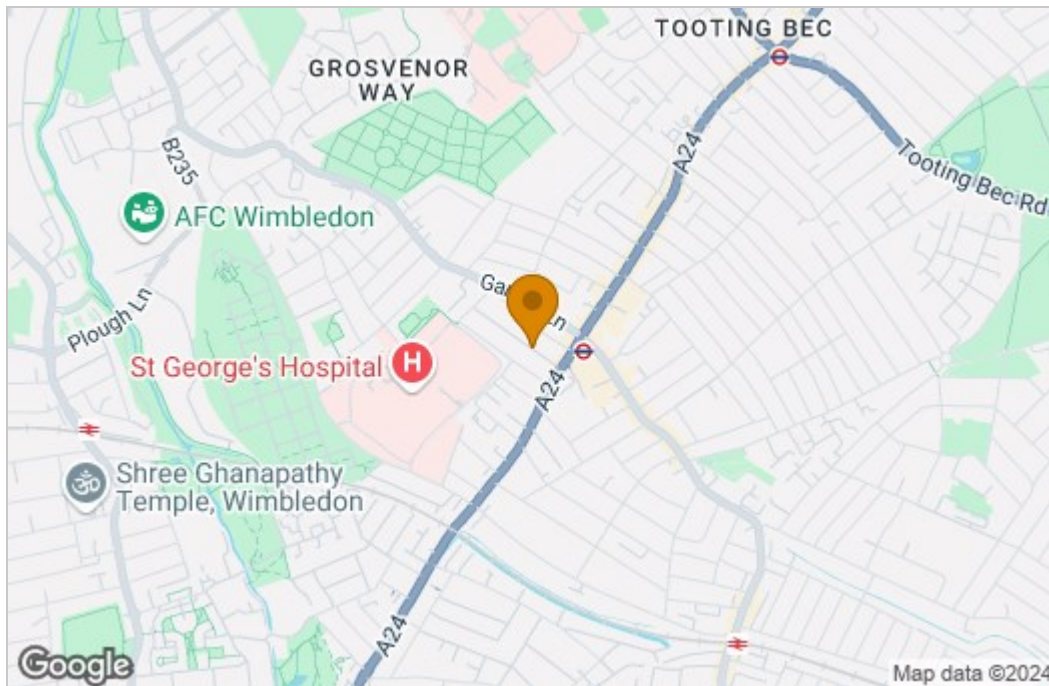 TOOTING BEC
GROSVENOR
WAY
B235
A24
Tooting Bec Rd
AFC Wimbledon
Plough Ln
Ln
St George's Hospital
A24
Shree Ghanapathy
Temple, Wimbledon
A24
Google
Map data ©2024